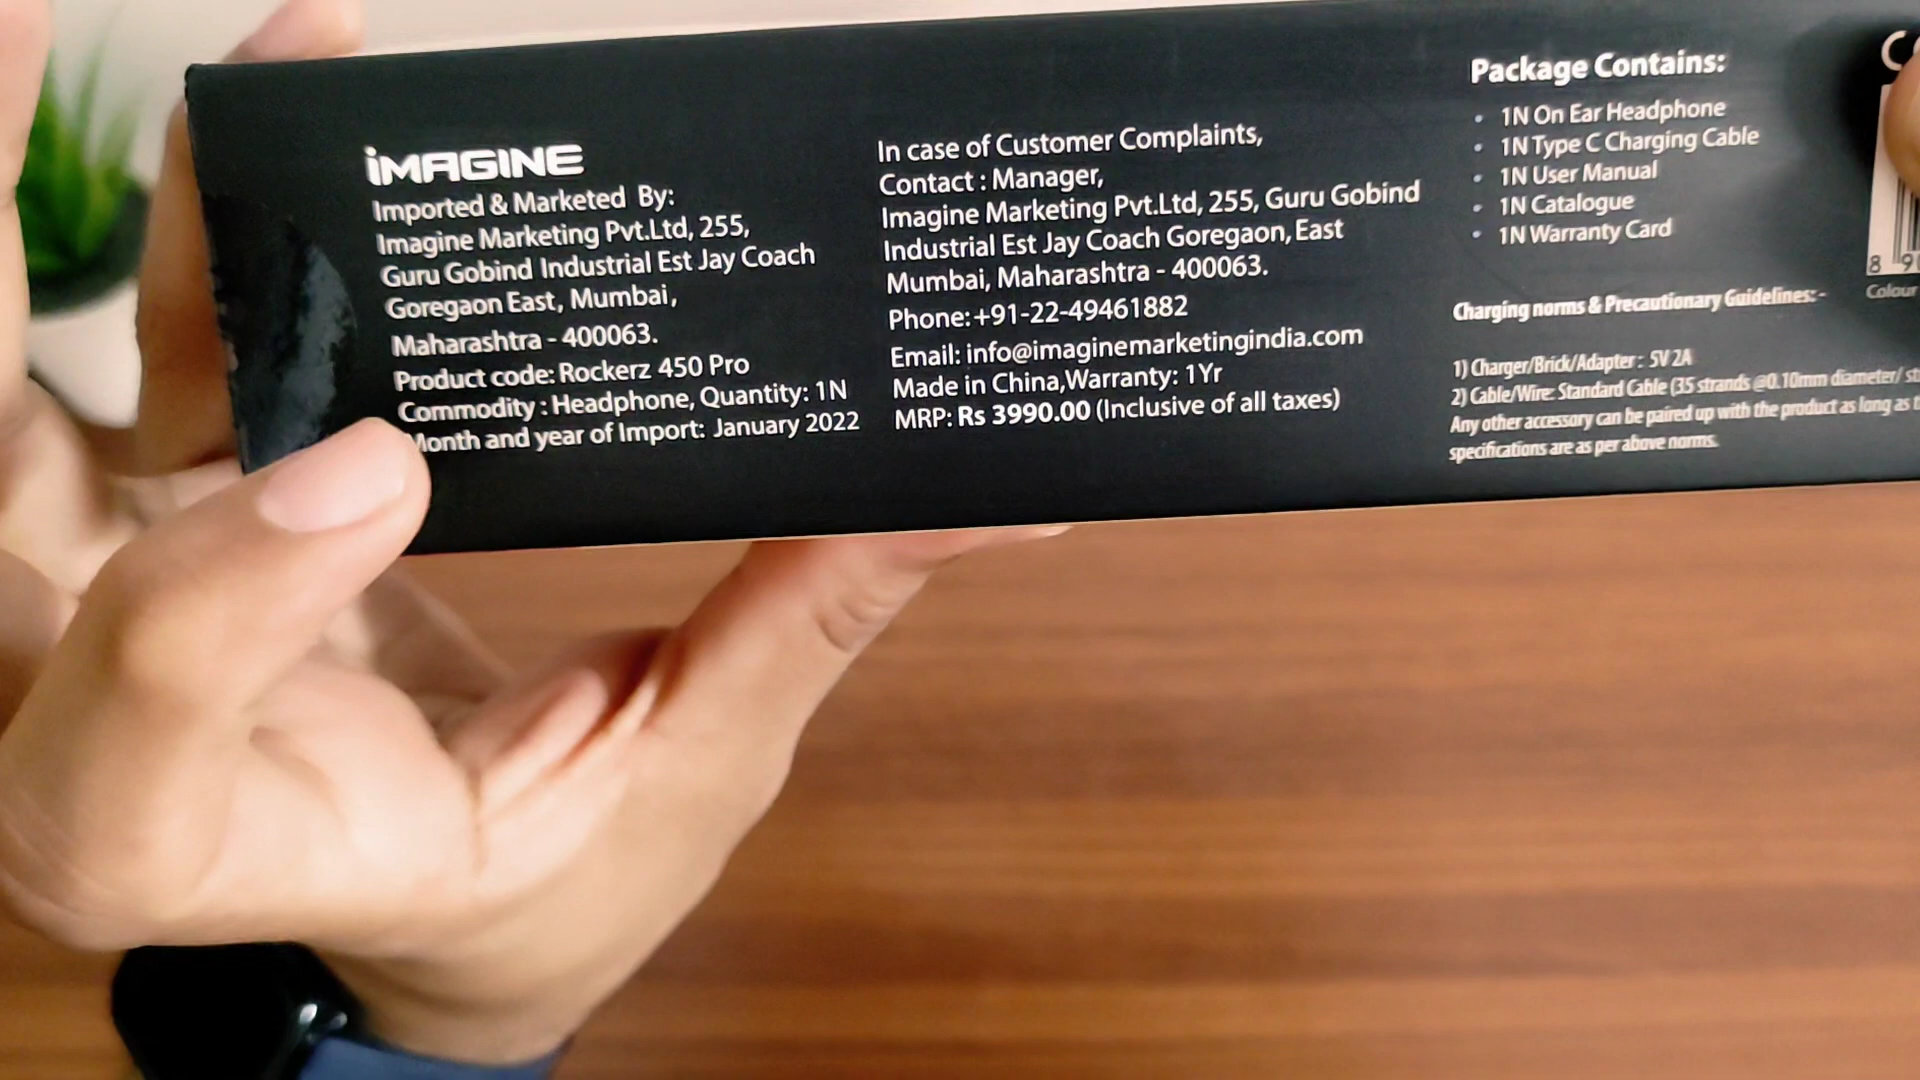 iMAGINE
Imported & Marketed By:
Imagine Marketing Pvt.Ltd, 255,
Guru Gobind Industrial Est Jay Coach
Goregaon East, Mumbai,
Maharashtra - 400063.
Product code: Rockerz 450 Pro
Commodity : Headphone, Quantity: 1N
Month and year of Import: January 2022
In case of Customer Complaints,
Contact : Manager,
Imagine Marketing Pvt.Ltd, 255, Guru Gobind
Industrial Est Jay Coach Goregaon, East
Mumbai, Maharashtra - 400063.
Phone: +91-22-49461882
Email: info@imaginemarketingindia.com
Made in China, Warranty: 1Yr
MRP: Rs 3990.00 (Inclusive of all taxes)
Package Contains:
• 1N On Ear Headphone
• 1N Type C Charging Cable
• 1N User Manual
• 1N Catalogue
• 1N Warranty Card
Charging norms & Precautionary Guidelines: -
1) Charger/Brick/Adapter : 5V 2A
2) Cable/Wire: Standard Cable (35 strands @0.10mm diameter/
Any other accessory can be paired up with the product as long as
specifications are as per above norms.
8 9
Colour